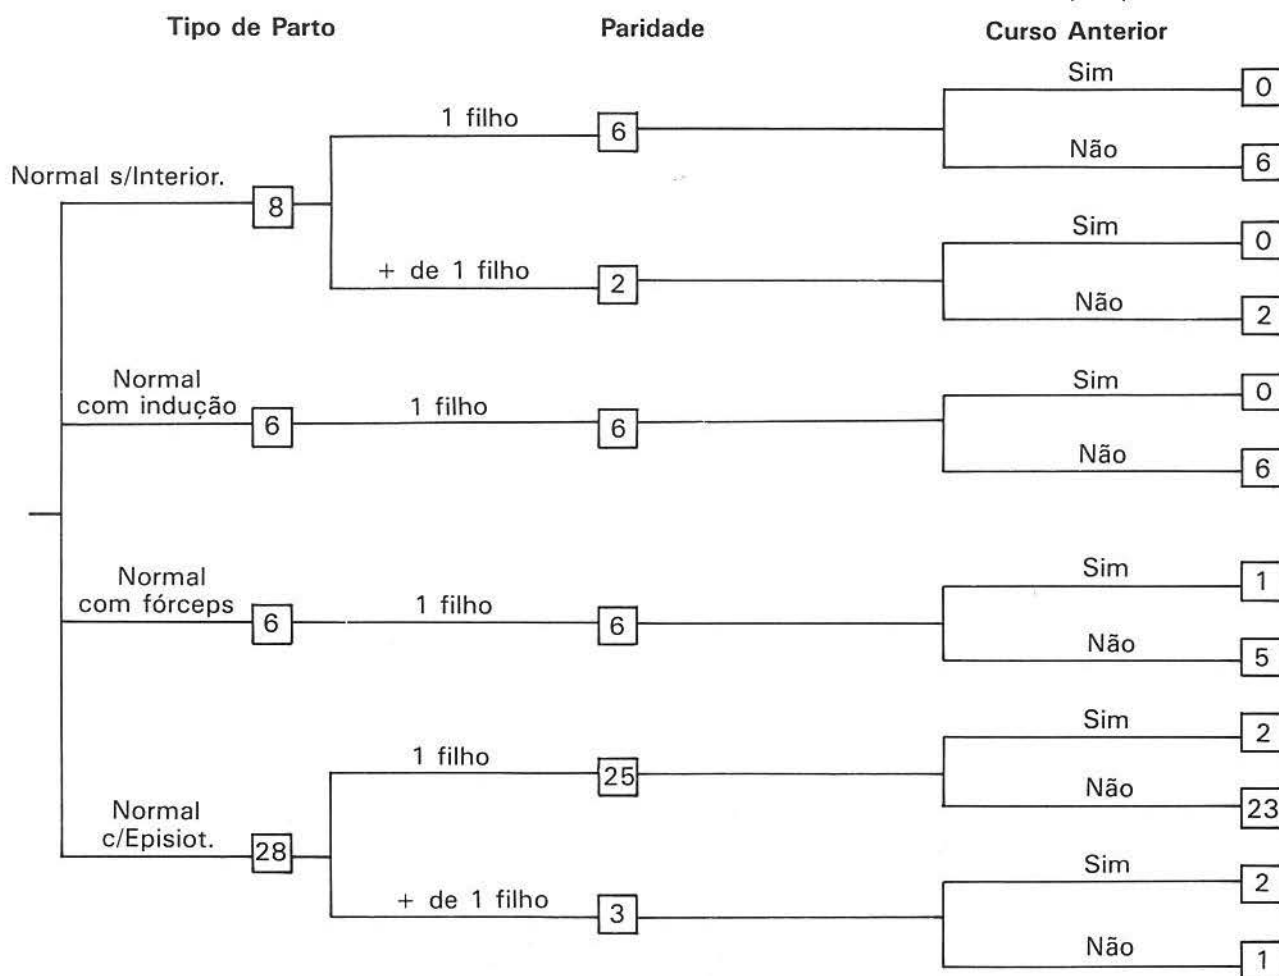 Tipo de Parto Paridade Curso Anterior
Sim 0
1 filho 6
Não 6
Normal s/Interior. 8
Sim 0
+ de 1 filho 2
Não 2
Normal
com indução 6 1 filho 6
Sim 0
Não 6
Normal
com fórceps 6 1 filho 6
Sim 1
Não 5
Sim 2
1 filho 25
Não 23
Normal
c/Episiot. 28
Sim 2
+ de 1 filho 3
Não 1